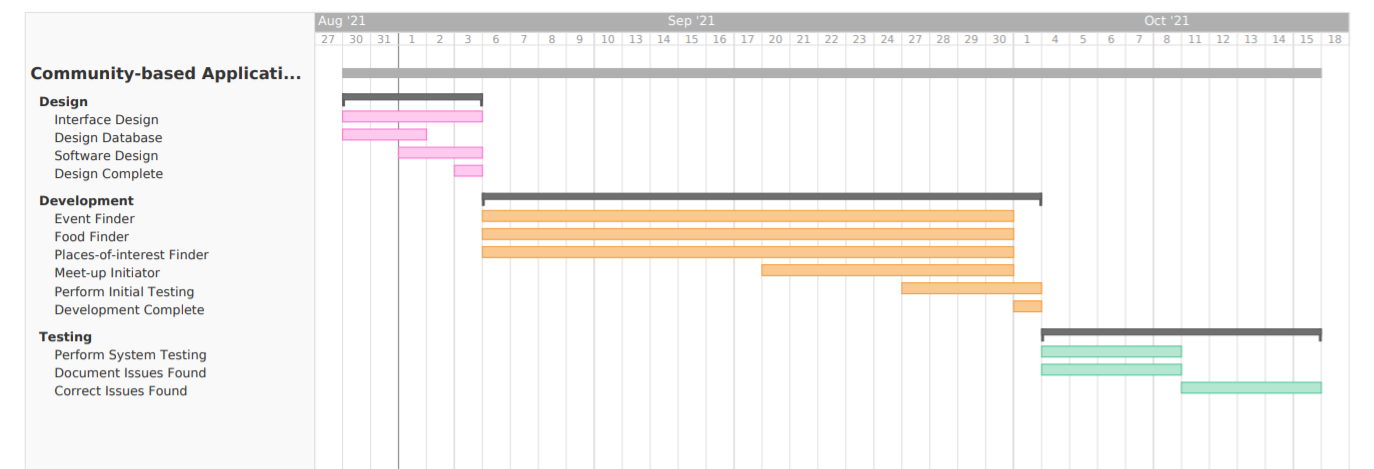 Aug '21 Sep '21 Oct '21
27 30 31 1 2 3 6 7 8 9 10 13 14 15 16 17 20 21 22 23 24 27 28 29 30 1 4 5 6 7 8 11 12 13 14 15 18
Community-based Applicati...
Design
Interface Design
Design Database
Software Design
Design Complete
Development
Event Finder
Food Finder
Places-of-interest Finder
Meet-up Initiator
Perform Initial Testing
Development Complete
Testing
Perform System Testing
Document Issues Found
Correct Issues Found